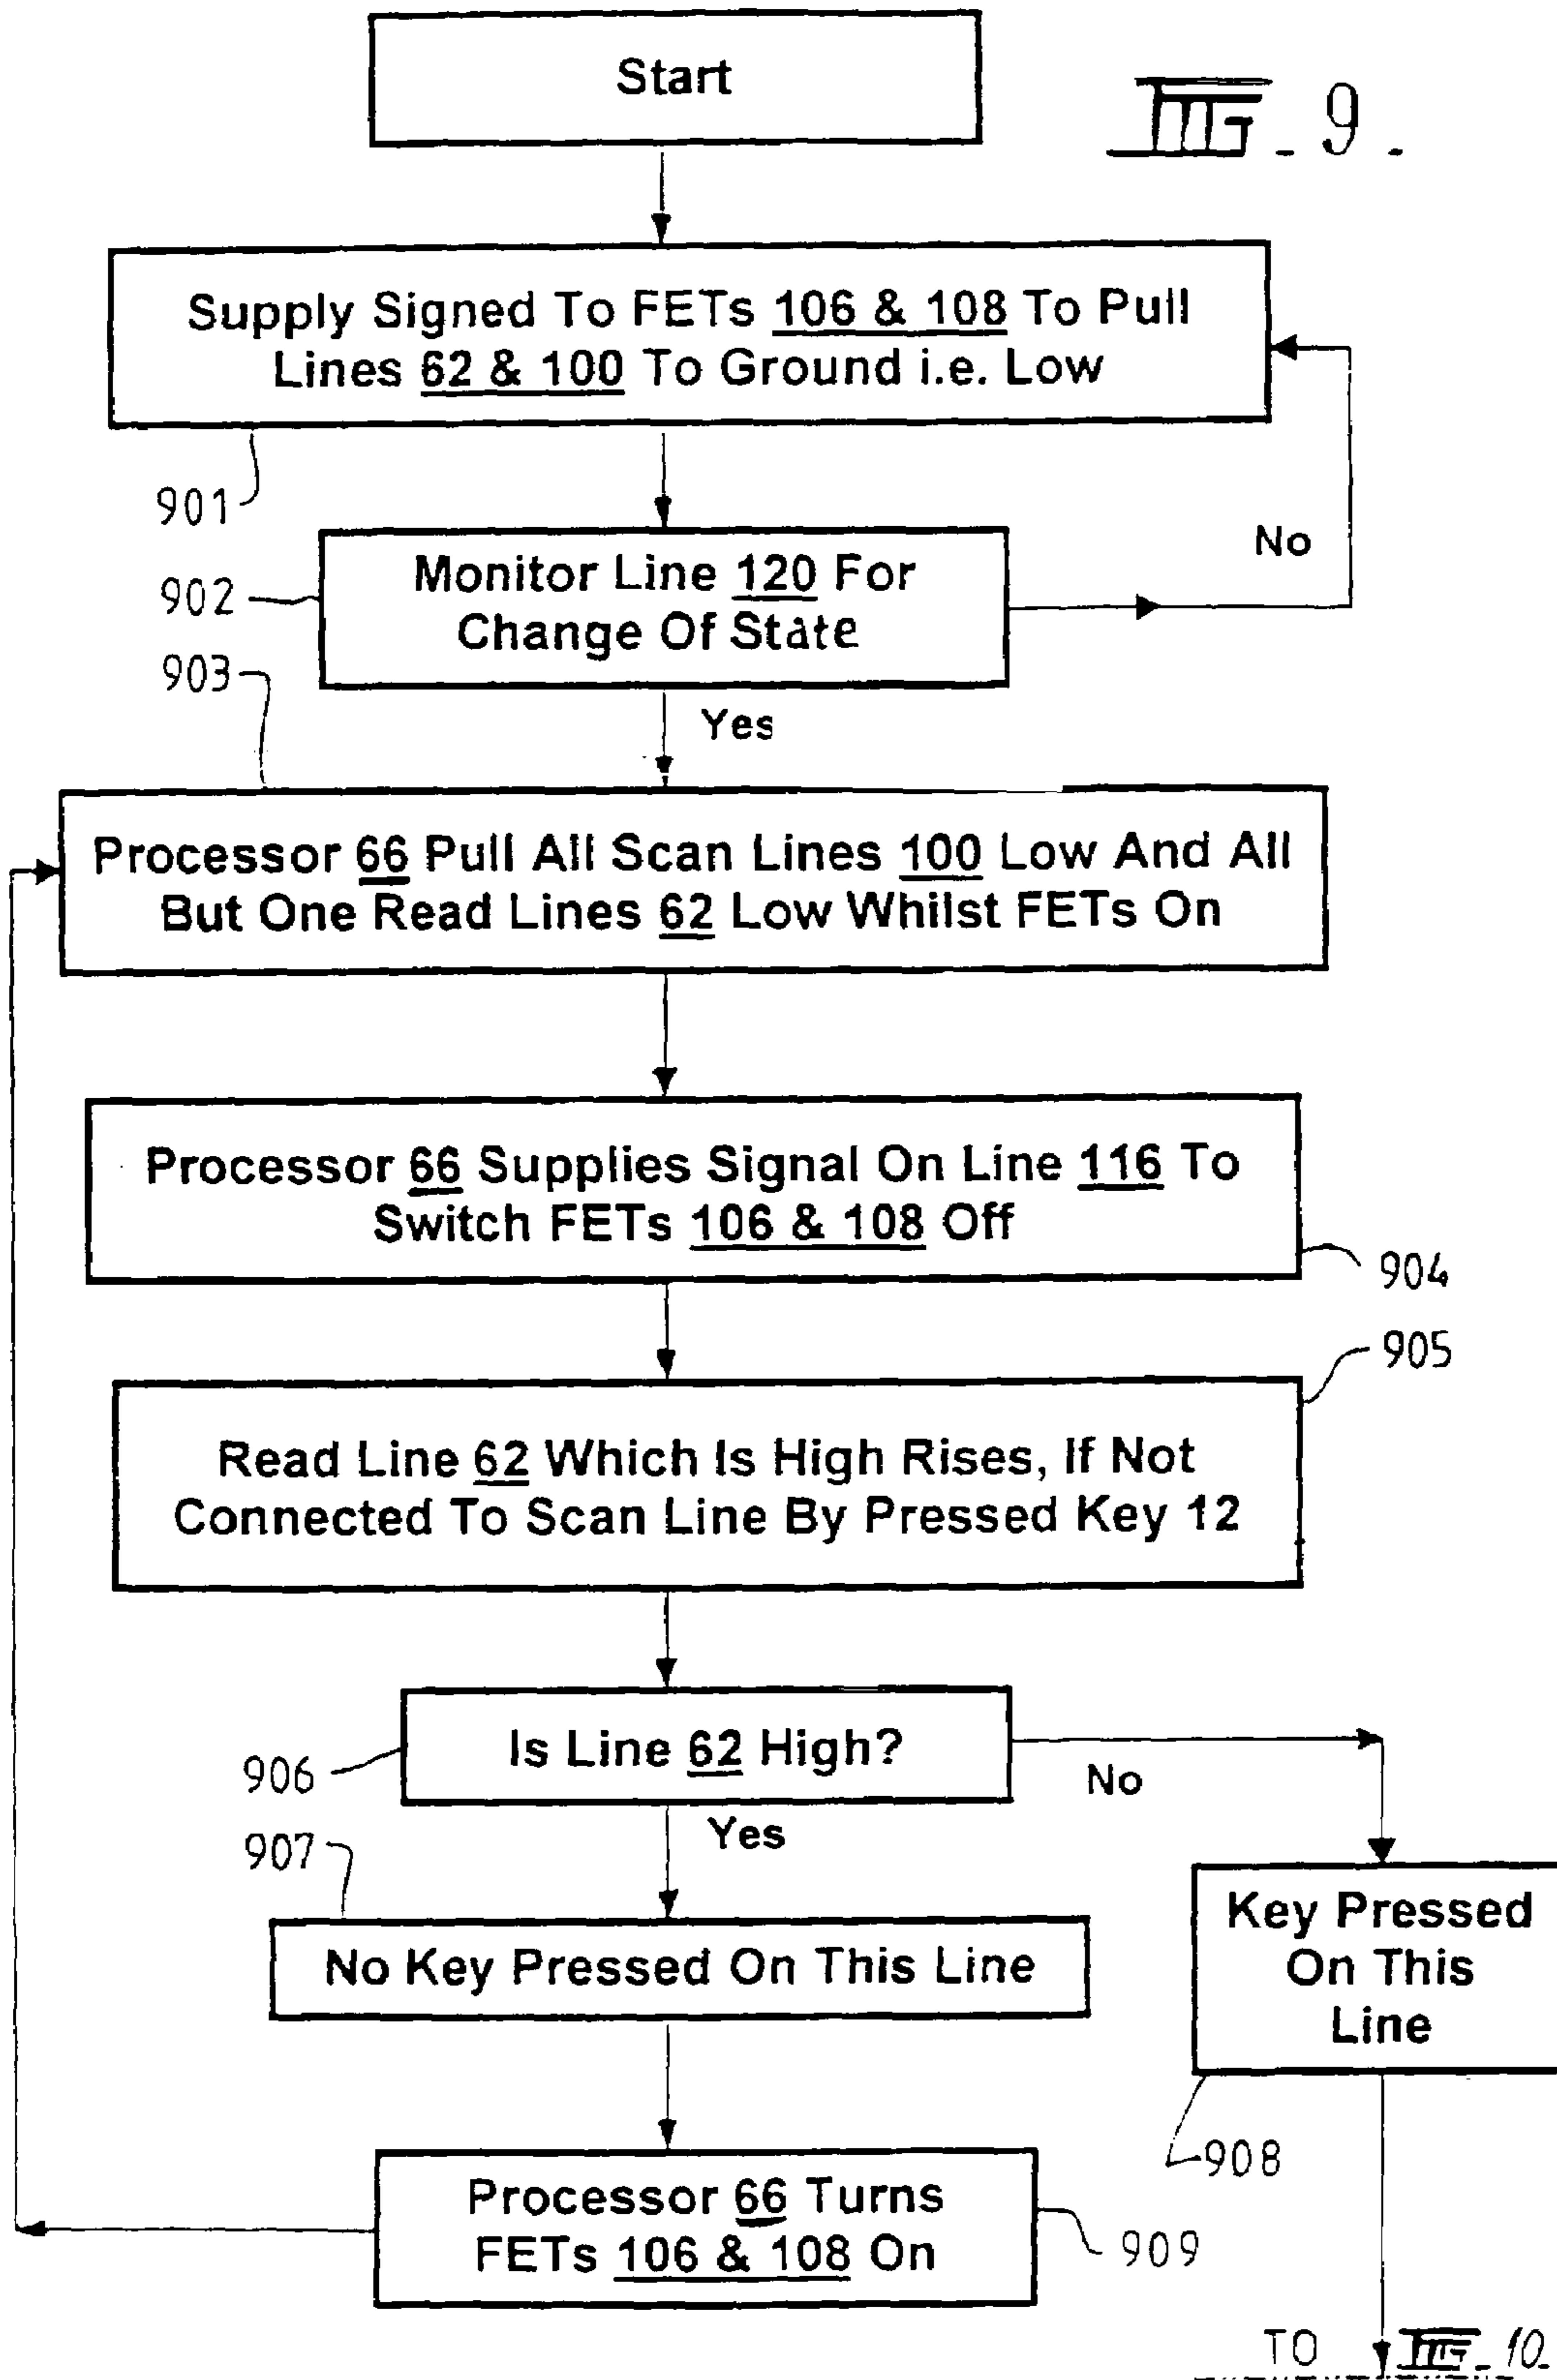 Start
FIG_9.
Supply Signed To FETs 106 & 108 To Pull
Lines 62 & 100 To Ground i.e. Low
901
No
Monitor Line 120 For
Change Of State
902
903
Yes
Processor 66 Pull All Scan Lines 100 Low And All
But One Read Lines 62 Low Whilst FETs On
Processor 66 Supplies Signal On Line 116 To
Switch FETs 106 & 108 Off
904
905
Read Line 62 Which Is High Rises, If Not
Connected To Scan Line By Pressed Key 12
Is Line 62 High?
906
No
Yes
907
No Key Pressed On This Line
Key Pressed
On This
Line
908
Processor 66 Turns
FETs 106 & 108 On
909
TO FIG_10.